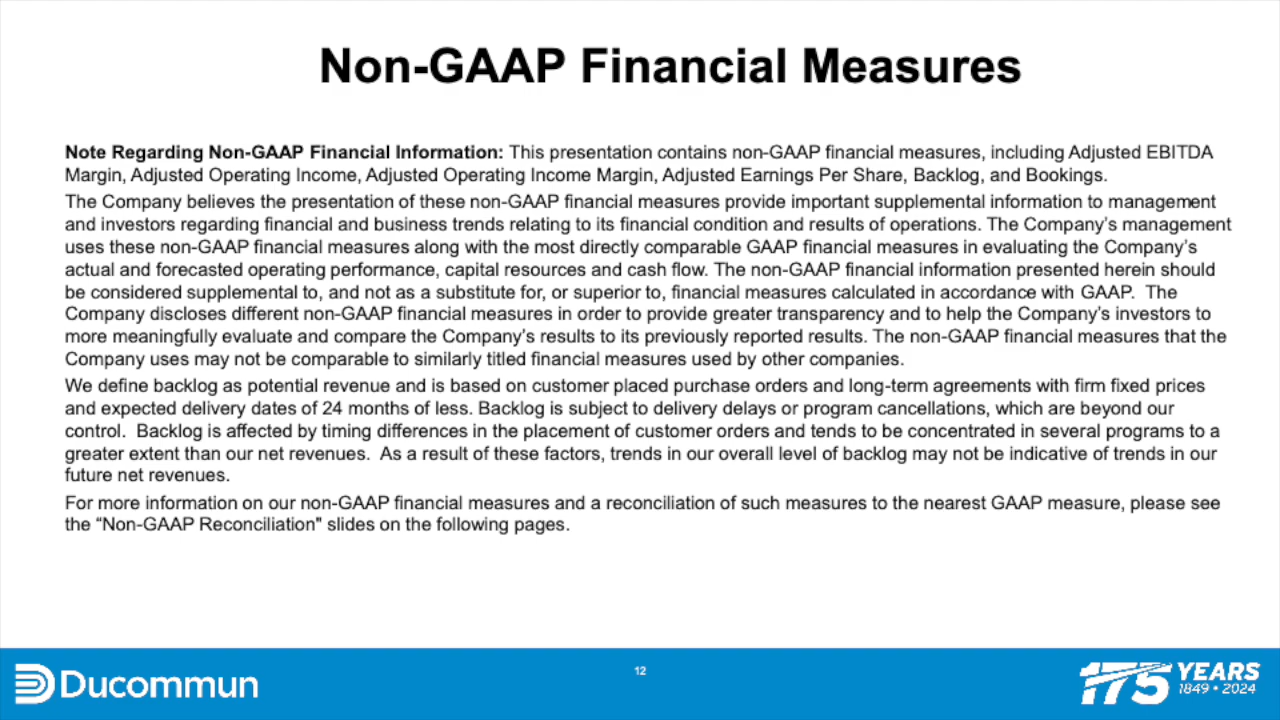 Non-GAAP Financial Measures
Note Regarding Non-GAAP Financial Information: This presentation contains non-GAAP financial measures, including Adjusted EBITDA
Margin, Adjusted Operating Income, Adjusted Operating Income Margin, Adjusted Earnings Per Share, Backlog, and Bookings.
The Company believes the presentation of these non-GAAP financial measures provide important supplemental information to management
and investors regarding financial and business trends relating to its financial condition and results of operations. The Company's management
uses these non-GAAP financial measures along with the most directly comparable GAAP financial measures in evaluating the Company's
actual and forecasted operating performance, capital resources and cash flow. The non-GAAP financial information presented herein should
be considered supplemental to, and not as a substitute for, or superior to, financial measures calculated in accordance with GAAP.  The
Company discloses different non-GAAP financial measures in order to provide greater transparency and to help the Company's investors to
more meaningfully evaluate and compare the Company's results to its previously reported results. The non-GAAP financial measures that the
Company uses may not be comparable to similarly titled financial measures used by other companies.
We define backlog as potential revenue and is based on customer placed purchase orders and long-term agreements with firm fixed prices
and expected delivery dates of 24 months of less. Backlog is subject to delivery delays or program cancellations, which are beyond our
control.  Backlog is affected by timing differences in the placement of customer orders and tends to be concentrated in several programs to a
greater extent than our net revenues.  As a result of these factors, trends in our overall level of backlog may not be indicative of trends in our
future net revenues.
For more information on our non-GAAP financial measures and a reconciliation of such measures to the nearest GAAP measure, please see
the “Non-GAAP Reconciliation" slides on the following pages.
Ducommun
12
175 YEARS
1849 • 2024